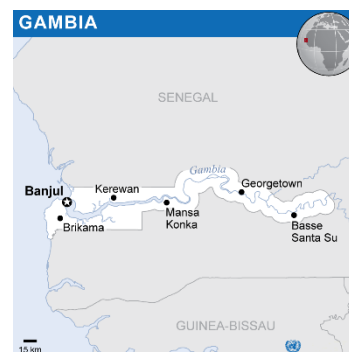 GAMBIA
SENEGAL
Gambia
Georgetown
Banjul
Kerewan
Mansa
Konka
Brikama
Basse
Santa Su
GUINEA-BISSAU
15 km